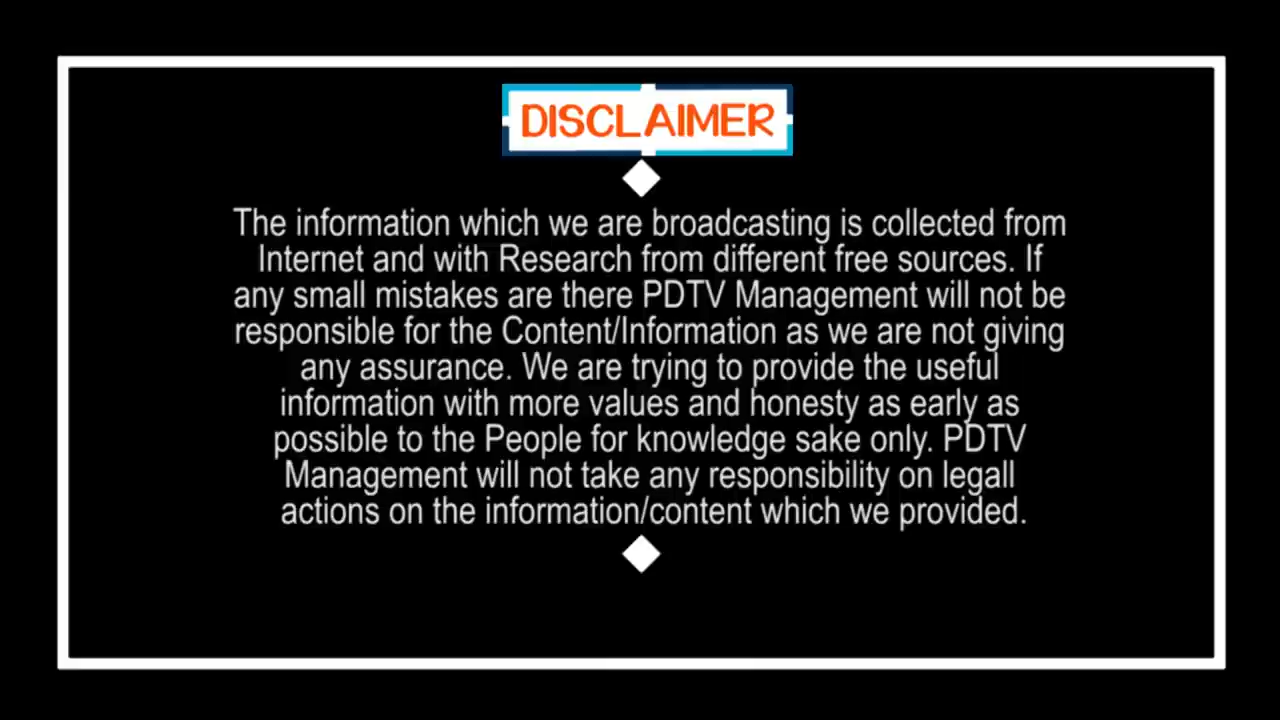 DISCLAIMER
The information which we are broadcasting is collected from
Internet and with Research from different free sources. If
any small mistakes are there PDTV Management will not be
responsible for the Content/Information as we are not giving
any assurance. We are trying to provide the useful
information with more values and honesty as early as
possible to the People for knowledge sake only. PDTV
Management will not take any responsibility on legall
actions on the information/content which we provided.